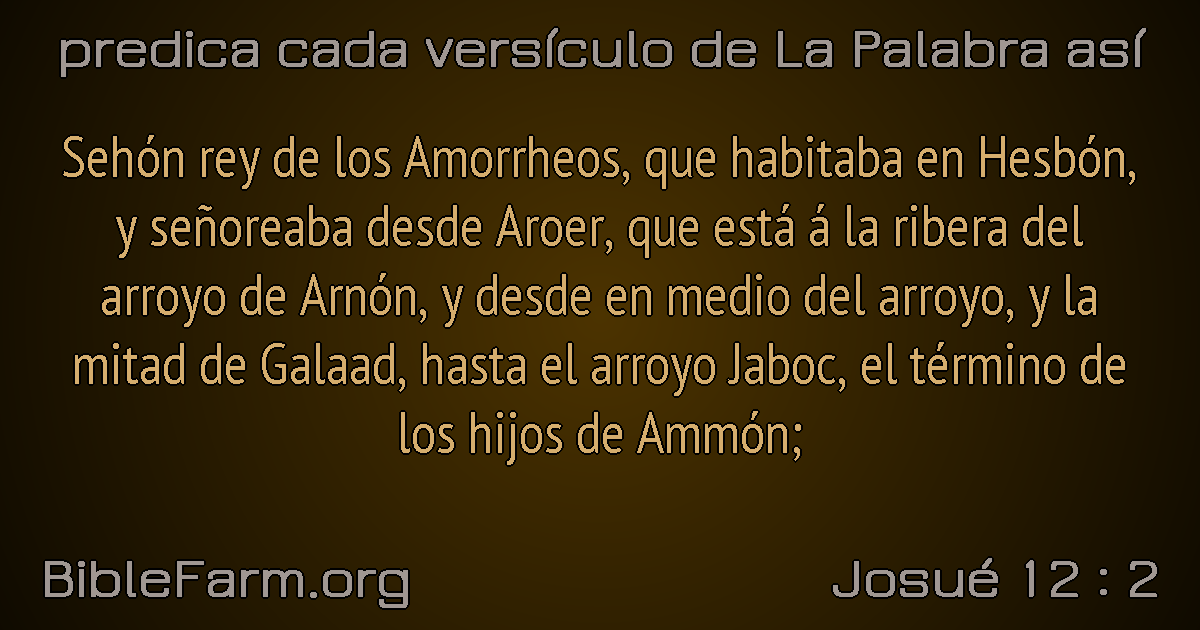 predica cada versículo de La Palabra así
Sehón rey de los Amorrheos, que habitaba en Hesbón,
y señoreaba desde Aroer, que está á la ribera del
arroyo de Arnón, y desde en medio del arroyo, y la
mitad de Galaad, hasta el arroyo Jaboc, el término de
los hijos de Ammón;
BibleFarm.org
Josué 12 : 2